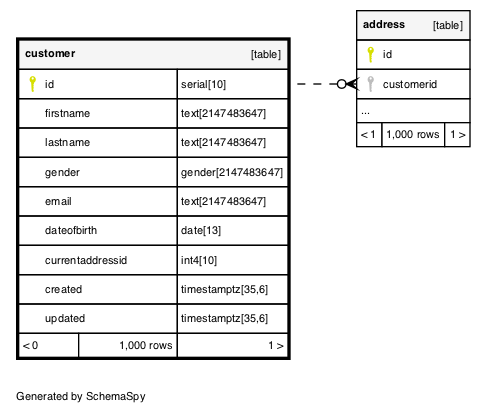 customer [table]
id serial[10]
firstname text[2147483647]
lastname text[2147483647]
gender gender[2147483647]
email text[2147483647]
dateofbirth date[13]
currentaddressid int4[10]
created timestamptz[35,6]
updated timestamptz[35,6]
< 0 1,000 rows 1 >
address [table]
id
customerid
...
< 1 1,000 rows 1 >
Generated by SchemaSpy